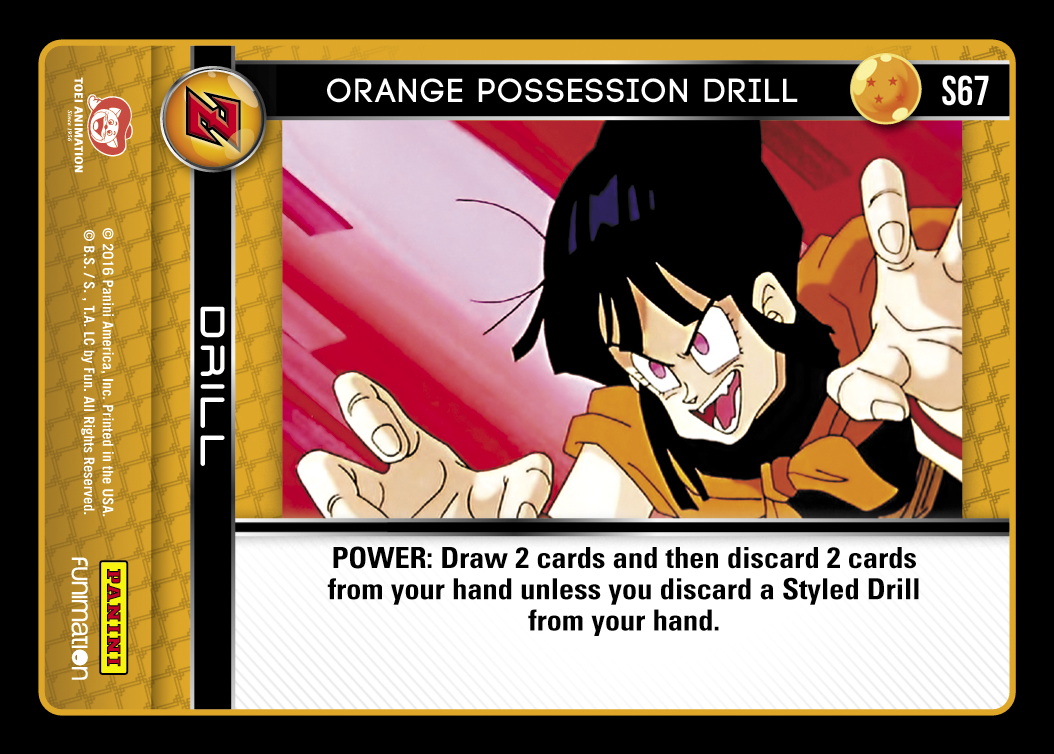 ORANGE POSSESSION DRILL
S67
DRILL
POWER: Draw 2 cards and then discard 2 cards
from your hand unless you discard a Styled Drill
from your hand.
TOEI ANIMATION
Since 1956
© 2016 Panini America, Inc. Printed in the USA.
© B.S. / S. , T.A. LC by Fun. All Rights Reserved.
PANINI
FUNIMATION